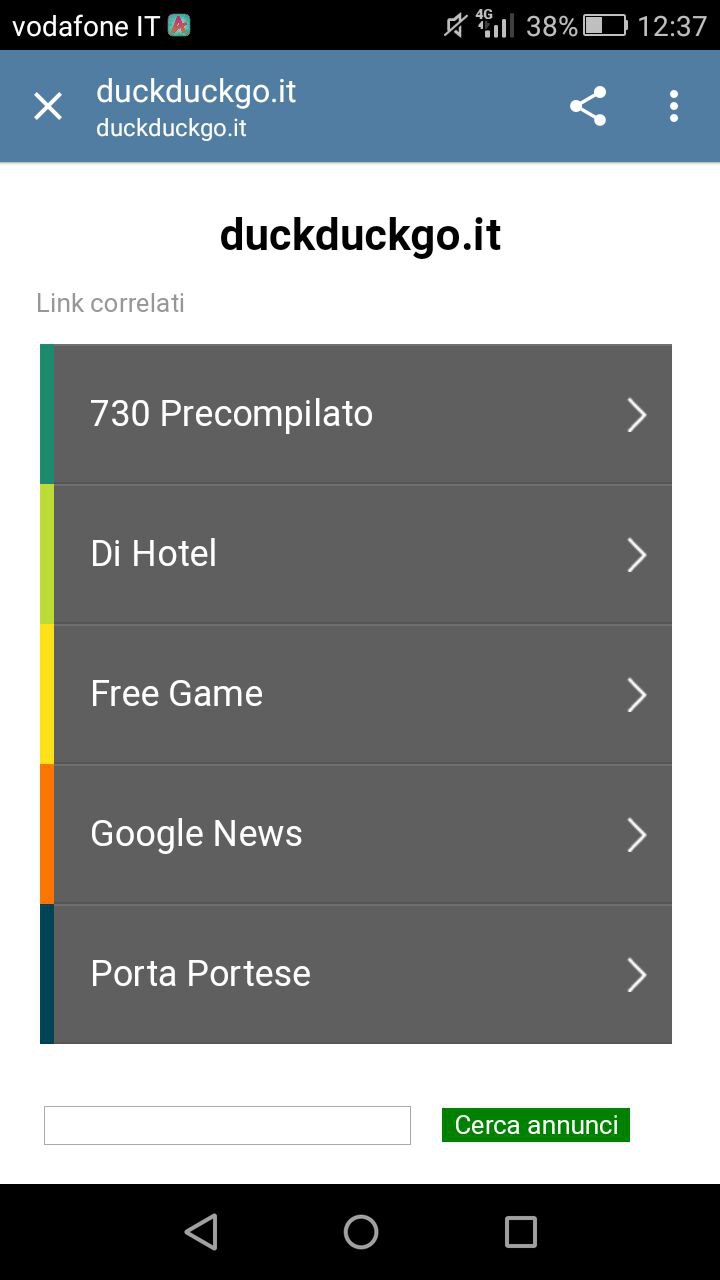 vodafone IT
4G
38%
12:37
duckduckgo.it
duckduckgo.it
duckduckgo.it
Link correlati
730 Precompilato
Di Hotel
Free Game
Google News
Porta Portese
Cerca annunci